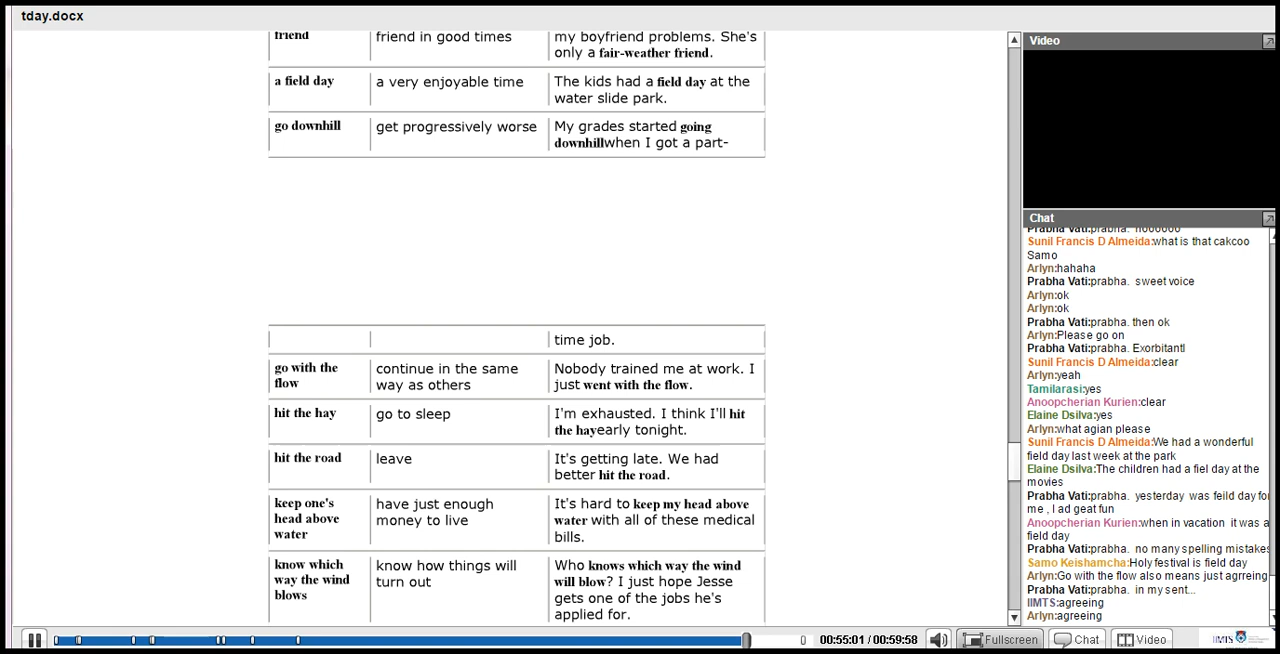 tday.docx
friend
friend in good times
my boyfriend problems. She's
only a fair-weather friend.
a field day
a very enjoyable time
The kids had a field day at the
water slide park.
go downhill
get progressively worse
My grades started going
downhillwhen I got a part-
time job.
go with the
flow
continue in the same
way as others
Nobody trained me at work. I
just went with the flow.
hit the hay
go to sleep
I'm exhausted. I think I'll hit
the hayearly tonight.
hit the road
leave
It's getting late. We had
better hit the road.
keep one's
head above
water
have just enough
money to live
It's hard to keep my head above
water with all of these medical
bills.
know which
way the wind
blows
know how things will
turn out
Who knows which way the wind
will blow? I just hope Jesse
gets one of the jobs he's
applied for.
Video
Chat
Prabha Vati:prabha. noooooo
Sunil Francis D Almeida:what is that cakcoo
Samo
Arlyn:hahaha
Prabha Vati:prabha. sweet voice
Arlyn:ok
Arlyn:ok
Prabha Vati:prabha. then ok
Arlyn:Please go on
Prabha Vati:prabha. Exorbitantl
Sunil Francis D Almeida:clear
Arlyn:yeah
Tamilarasi:yes
Anoopcherian Kurien:clear
Elaine Dsilva:yes
Arlyn:what agian please
Sunil Francis D Almeida:We had a wonderful
field day last week at the park
Elaine Dsilva:The children had a fiel day at the
movies
Prabha Vati:prabha. yesterday was feild day for
me , I ad geat fun
Anoopcherian Kurien:when in vacation it was a
field day
Prabha Vati:prabha. no many spelling mistakes
Samo Keishamcha:Holy festival is field day
Arlyn:Go with the flow also means just agrreing
Prabha Vati:prabha. in my sent...
IIMTS:agreeing
Arlyn:agreeing
00:55:01 / 00:59:58
Fullscreen
Chat
Video
IIMTS